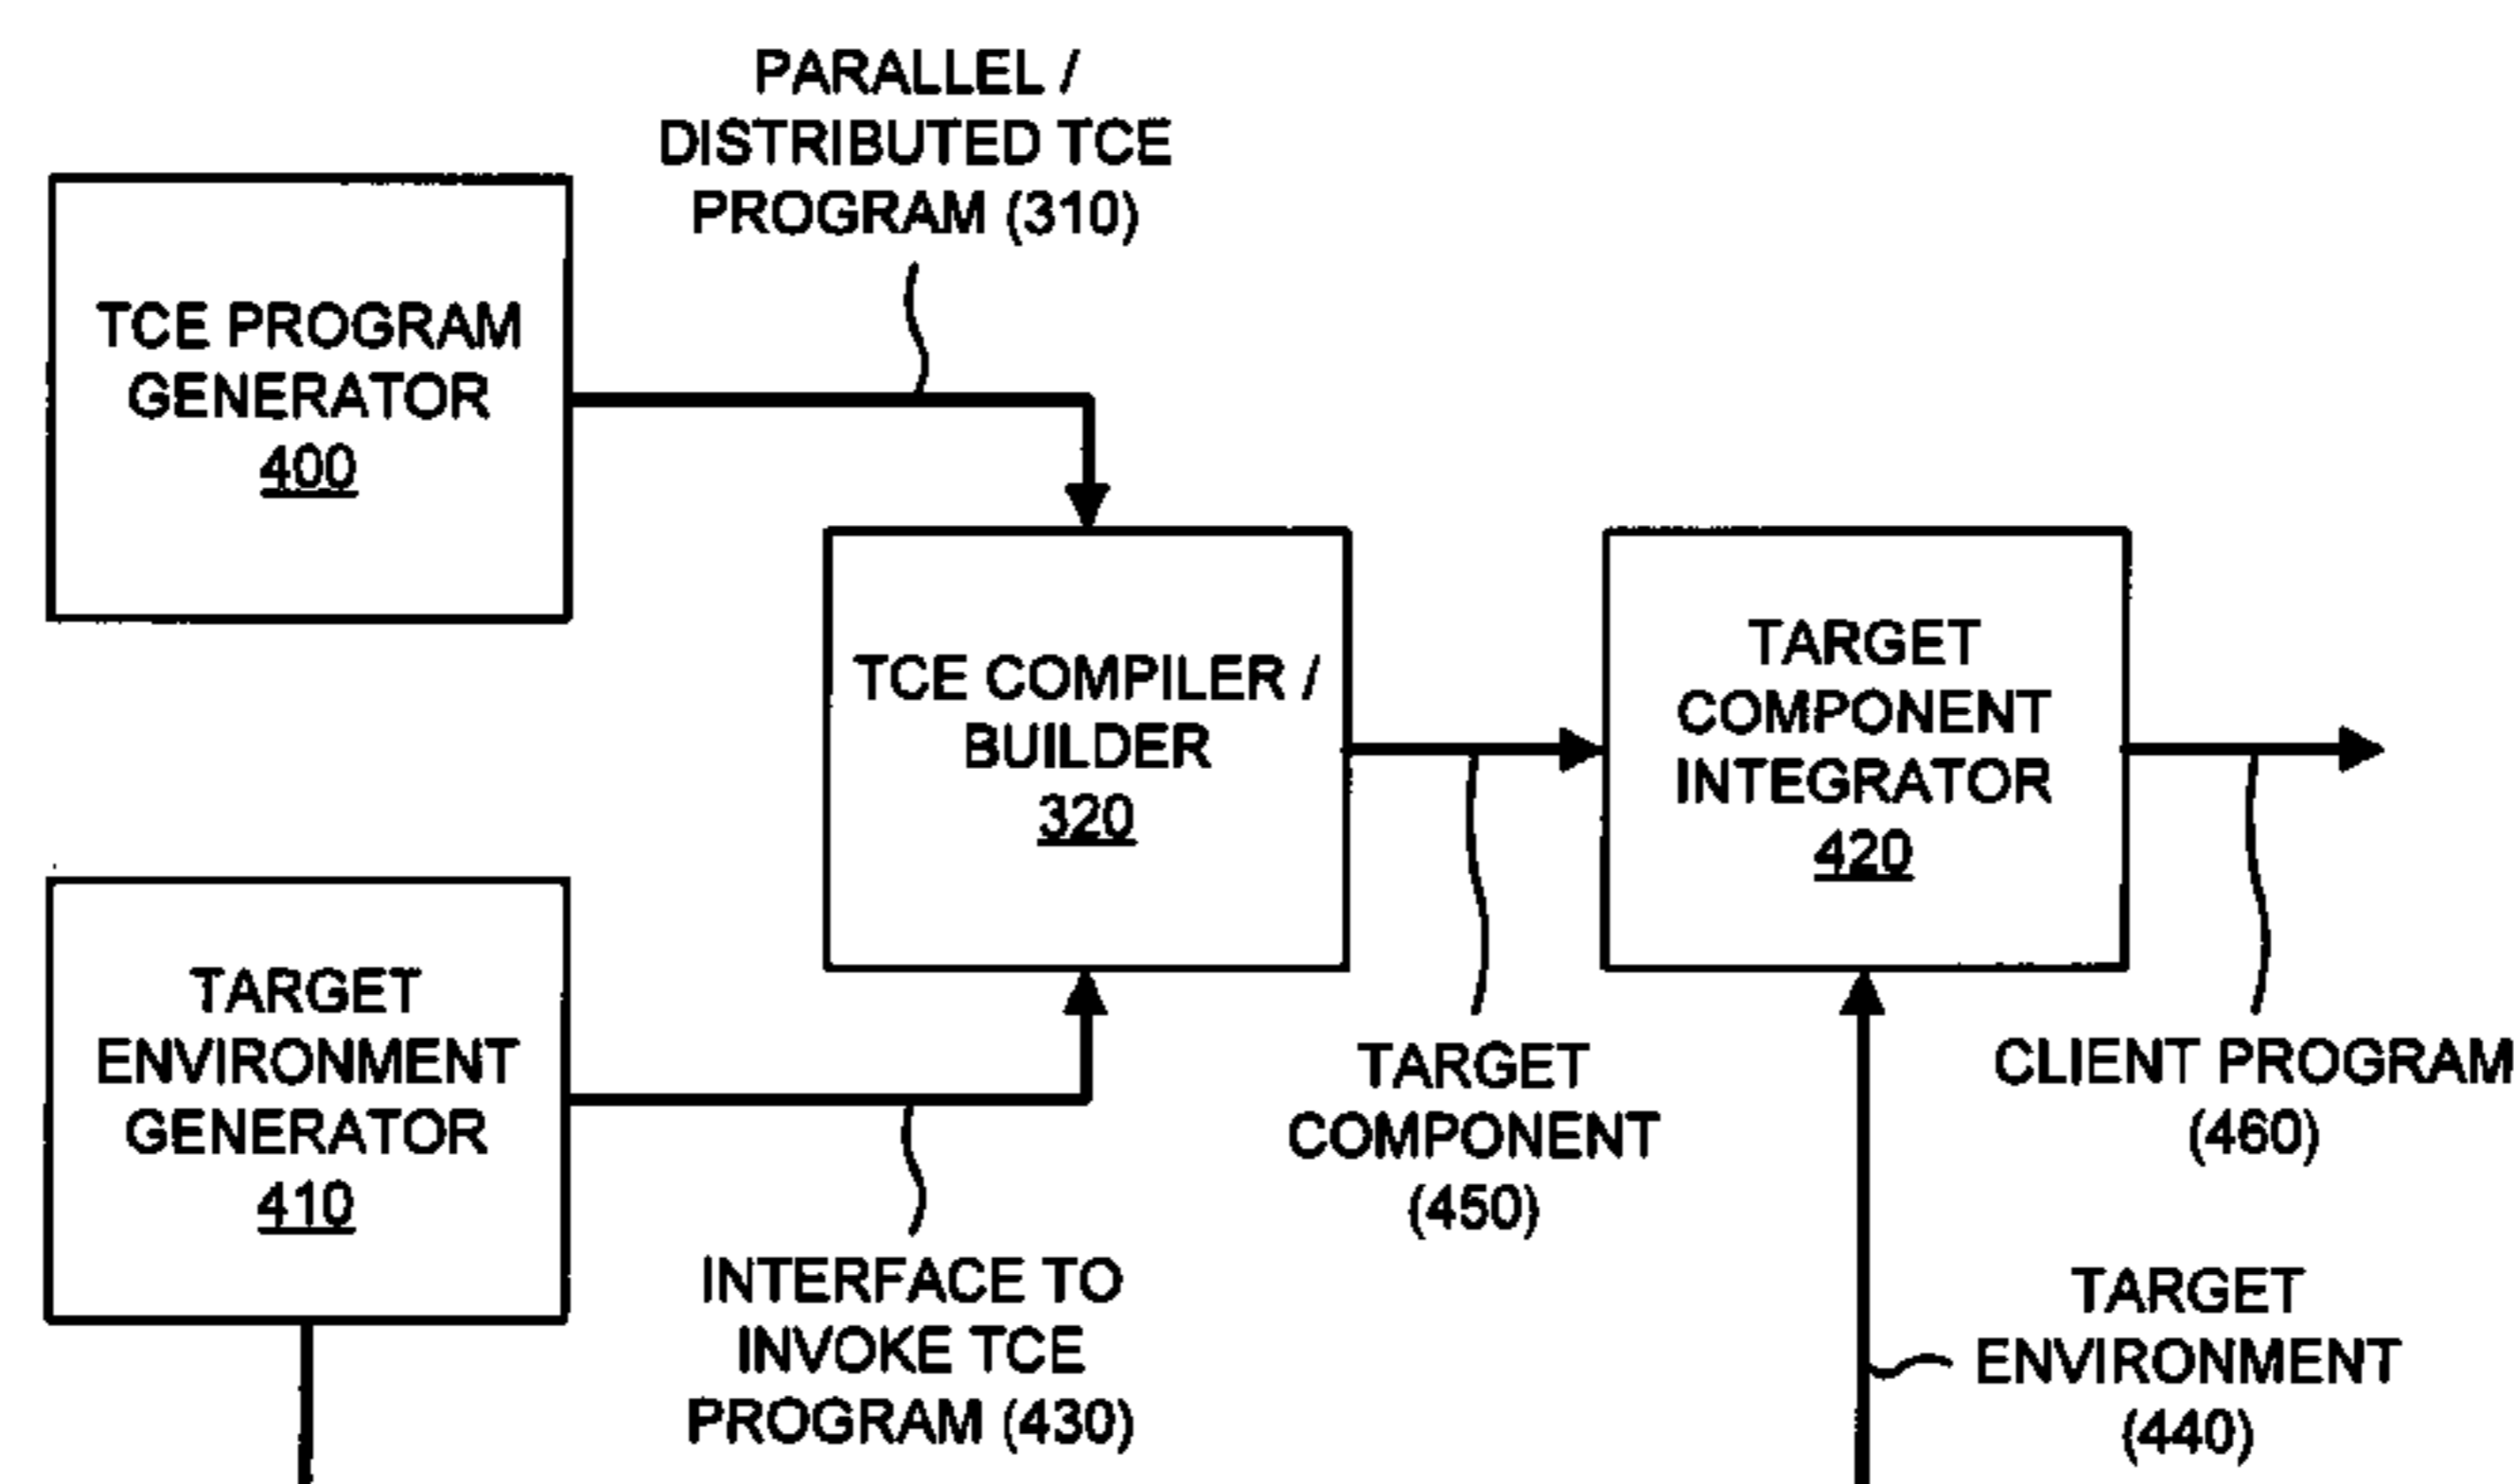 PARALLEL /
DISTRIBUTED TCE
PROGRAM (310)
TCE PROGRAM
GENERATOR
400
TCE COMPILER /
BUILDER
320
TARGET
COMPONENT
INTEGRATOR
420
TARGET
ENVIRONMENT
GENERATOR
410
INTERFACE TO
INVOKE TCE
PROGRAM (430)
TARGET
COMPONENT
(450)
CLIENT PROGRAM
(460)
TARGET
ENVIRONMENT
(440)